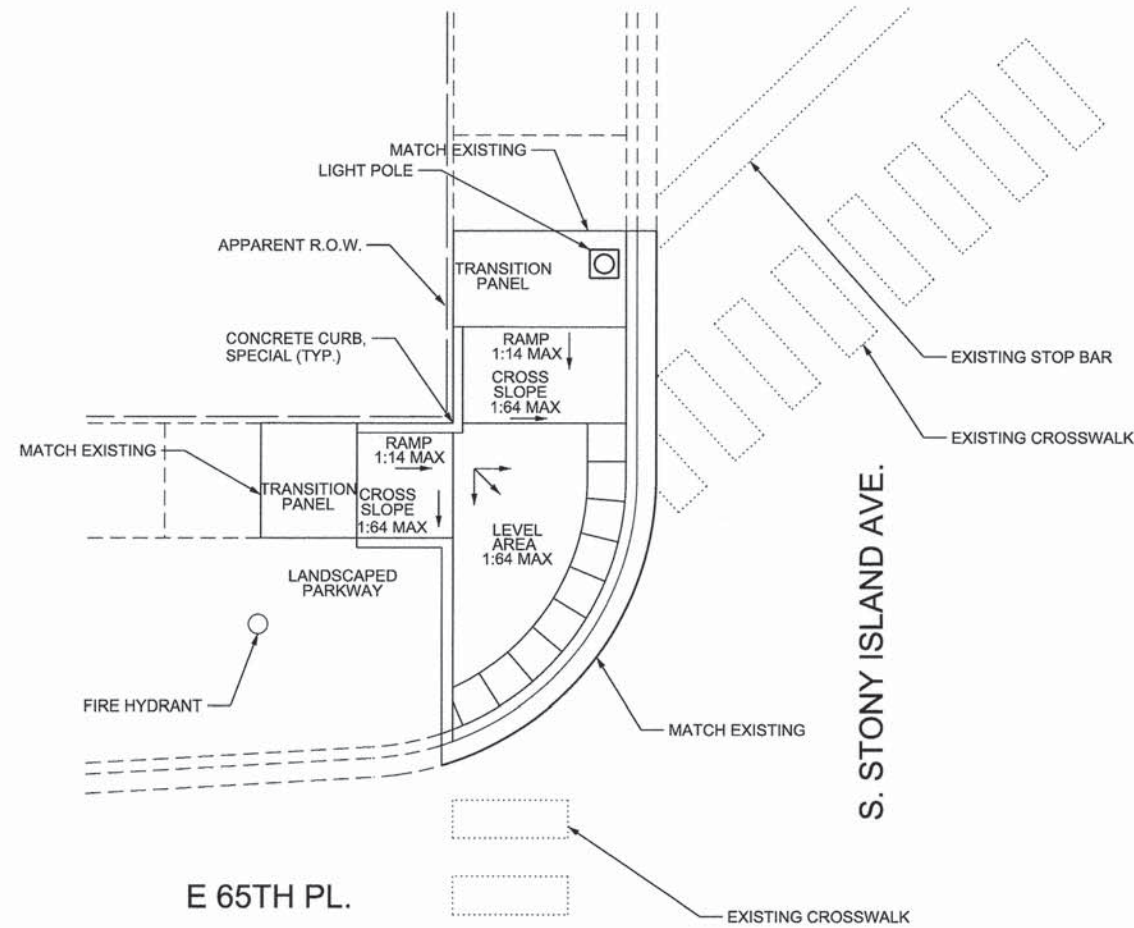 MATCH EXISTING
LIGHT POLE
APPARENT R.O.W.
TRANSITION
PANEL
CONCRETE CURB,
SPECIAL (TYP.)
RAMP
1:14 MAX
CROSS
SLOPE
1:64 MAX
EXISTING STOP BAR
EXISTING CROSSWALK
MATCH EXISTING
RAMP
1:14 MAX
TRANSITION
PANEL
CROSS
SLOPE
1:64 MAX
LEVEL
AREA
1:64 MAX
LANDSCAPED
PARKWAY
FIRE HYDRANT
MATCH EXISTING
S. STONY ISLAND AVE.
E 65TH PL.
EXISTING CROSSWALK